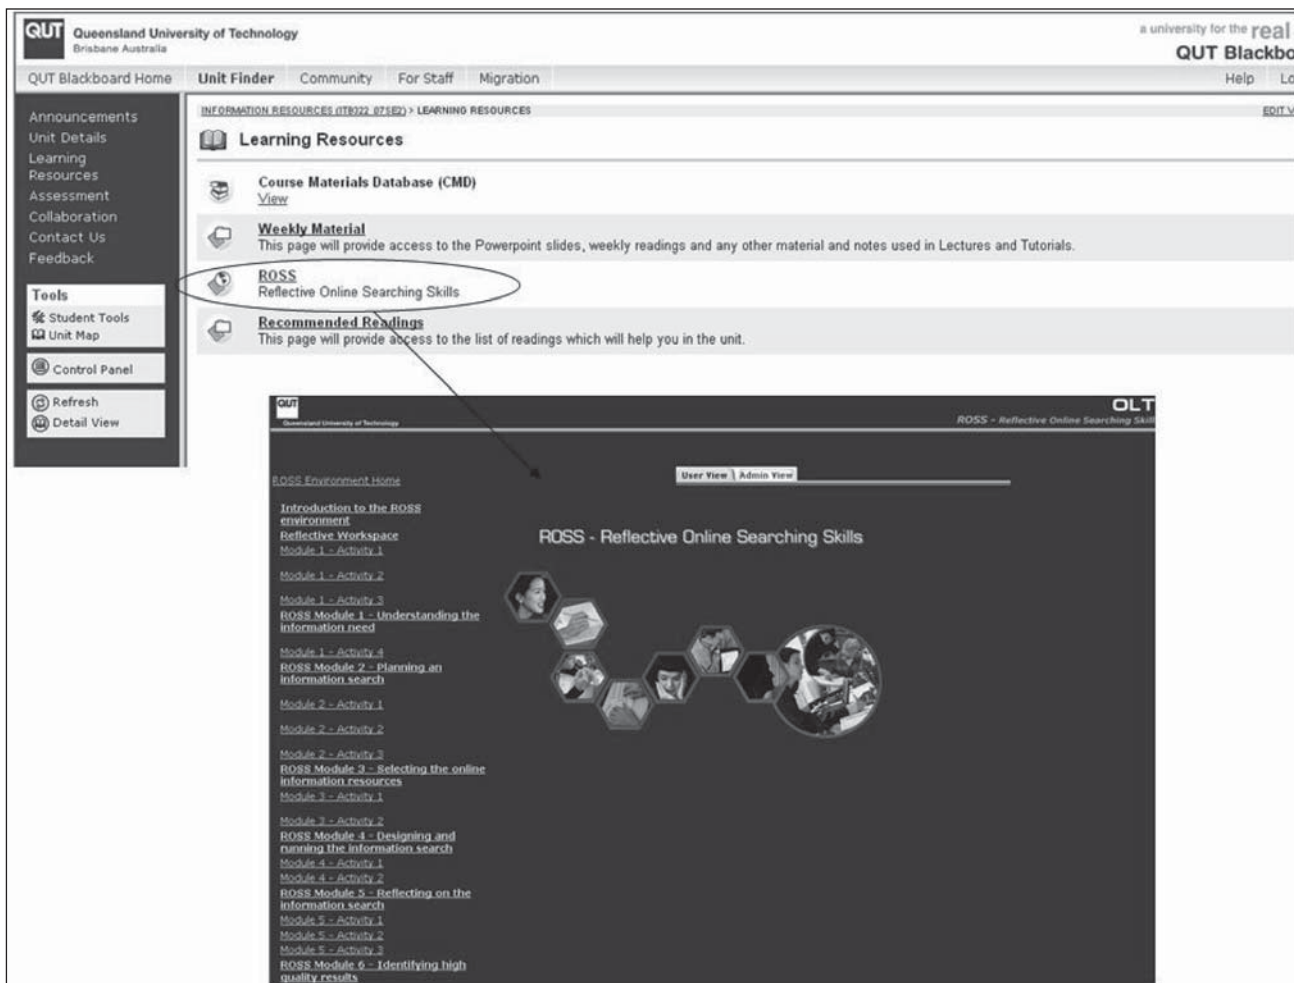 QUT
Queensland University of Technology
Brisbane Australia
a university for the real
QUT Blackbo
QUT Blackboard Home Unit Finder Community For Staff Migration Help Lo
Announcements
Unit Details
Learning
Resources
Assessment
Collaboration
Contact Us
Feedback
Tools
Student Tools
Unit Map
Control Panel
Refresh
Detail View
INFORMATION RESOURCES (ITB322_07SE2) > LEARNING RESOURCES EDIT V
Learning Resources
Course Materials Database (CMD)
View
Weekly Material
This page will provide access to the Powerpoint slides, weekly readings and any other material and notes used in Lectures and Tutorials.
ROSS
Reflective Online Searching Skills
Recommended Readings
This page will provide access to the list of readings which will help you in the unit.
QUT
Queensland University of Technology
OLT
ROSS - Reflective Online Searching Skill
User View Admin View
ROSS Environment Home
Introduction to the ROSS
environment
Reflective Workspace
Module 1 - Activity 1
Module 1 - Activity 2
Module 1 - Activity 3
ROSS Module 1 - Understanding the
information need
Module 1 - Activity 4
ROSS Module 2 - Planning an
information search
Module 2 - Activity 1
Module 2 - Activity 2
Module 2 - Activity 3
ROSS Module 3 - Selecting the online
information resources
Module 3 - Activity 1
Module 3 - Activity 2
ROSS Module 4 - Designing and
running the information search
Module 4 - Activity 1
Module 4 - Activity 2
ROSS Module 5 - Reflecting on the
information search
Module 5 - Activity 1
Module 5 - Activity 2
Module 5 - Activity 3
ROSS Module 6 - Identifying high
quality results
ROSS - Reflective Online Searching Skills